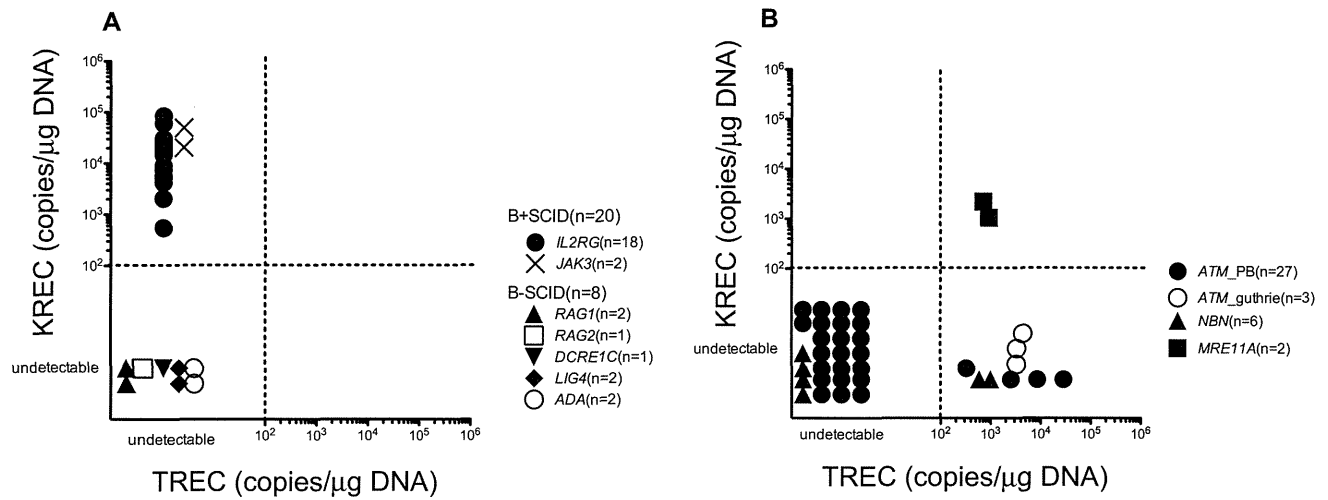 A
KREC (copies/μg DNA)
10⁶
10⁵
10⁴
10³
10²
undetectable
undetectable
10² 10³ 10⁴ 10⁵ 10⁶
TREC (copies/μg DNA)
B+SCID(n=20)
IL2RG(n=18)
JAK3(n=2)
B-SCID(n=8)
RAG1(n=2)
RAG2(n=1)
DCRE1C(n=1)
LIG4(n=2)
ADA(n=2)
B
KREC (copies/μg DNA)
10⁶
10⁵
10⁴
10³
10²
undetectable
undetectable
10² 10³ 10⁴ 10⁵ 10⁶
TREC (copies/μg DNA)
ATM_PB(n=27)
ATM_guthrie(n=3)
NBN(n=6)
MRE11A(n=2)